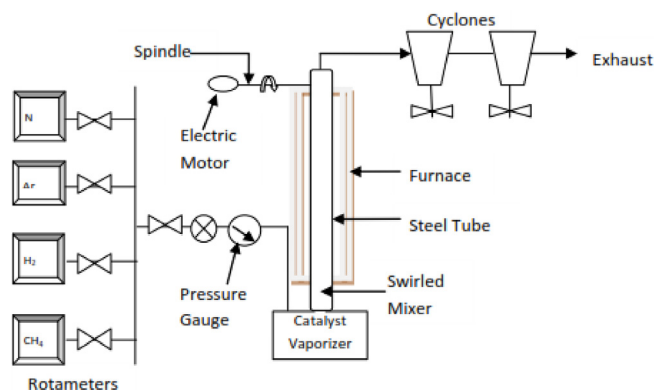 Cyclones
Spindle
Exhaust
N
Electric
Motor
Ar
Furnace
Steel Tube
H₂
Pressure
Gauge
Swirled
Mixer
Catalyst
Vaporizer
CH₄
Rotameters